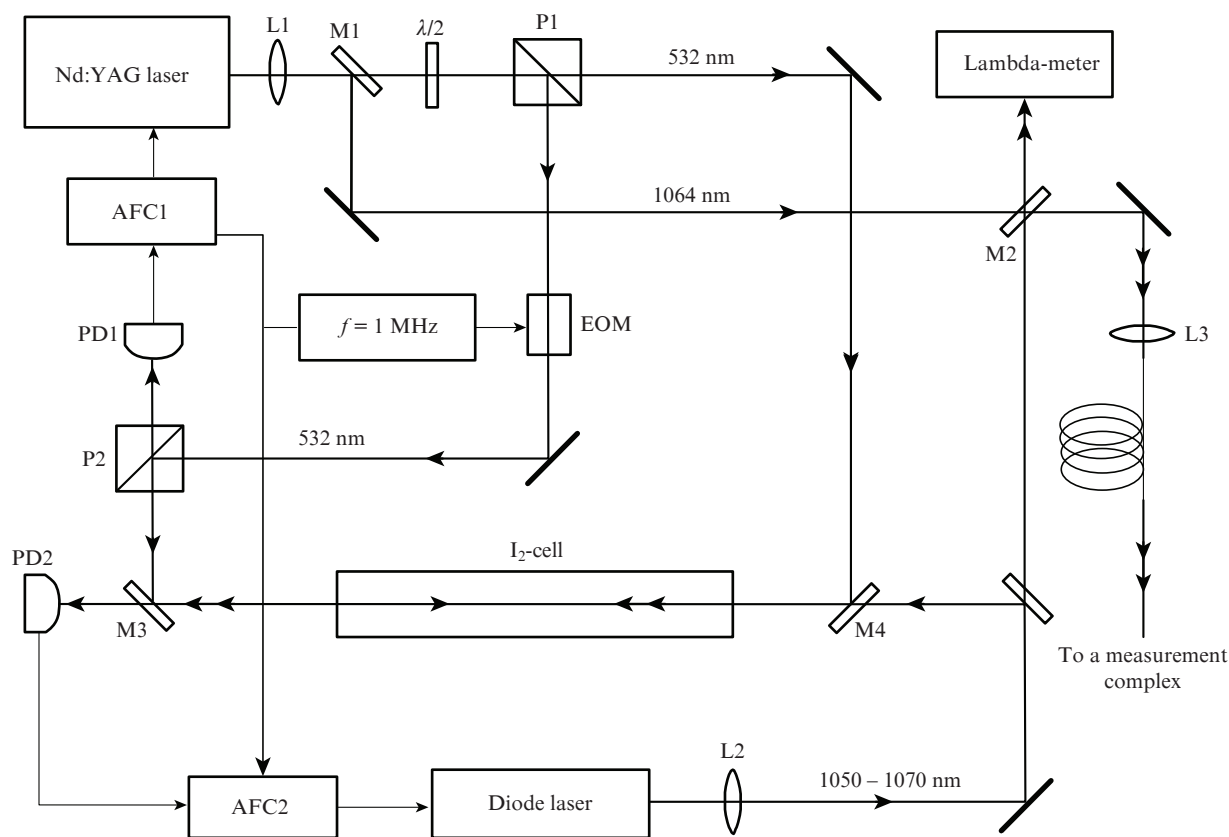 L1
M1
λ/2
P1
Nd:YAG laser
532 nm
Lambda-meter
AFC1
1064 nm
M2
PD1
f = 1 MHz
EOM
L3
P2
532 nm
PD2
I₂-cell
M3
M4
To a measurement
complex
L2
AFC2
Diode laser
1050 – 1070 nm